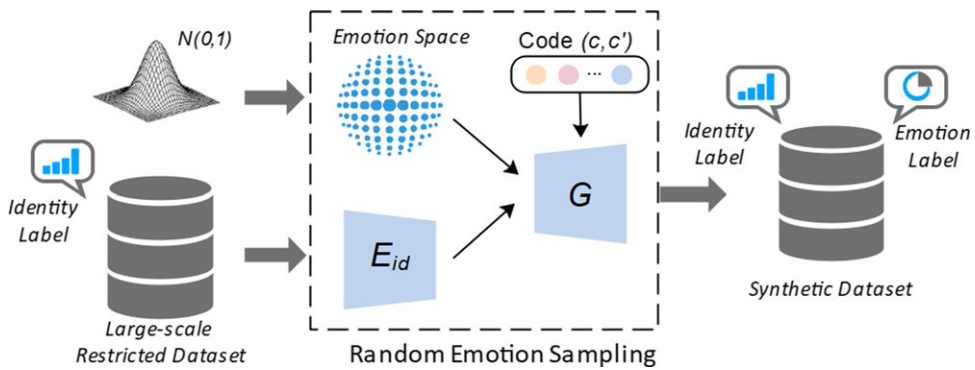 N(0,1)
Emotion Space
Code (c,c')
...
Identity
Label
Large-scale
Restricted Dataset
E_id
G
Random Emotion Sampling
Identity
Label
Emotion
Label
Synthetic Dataset